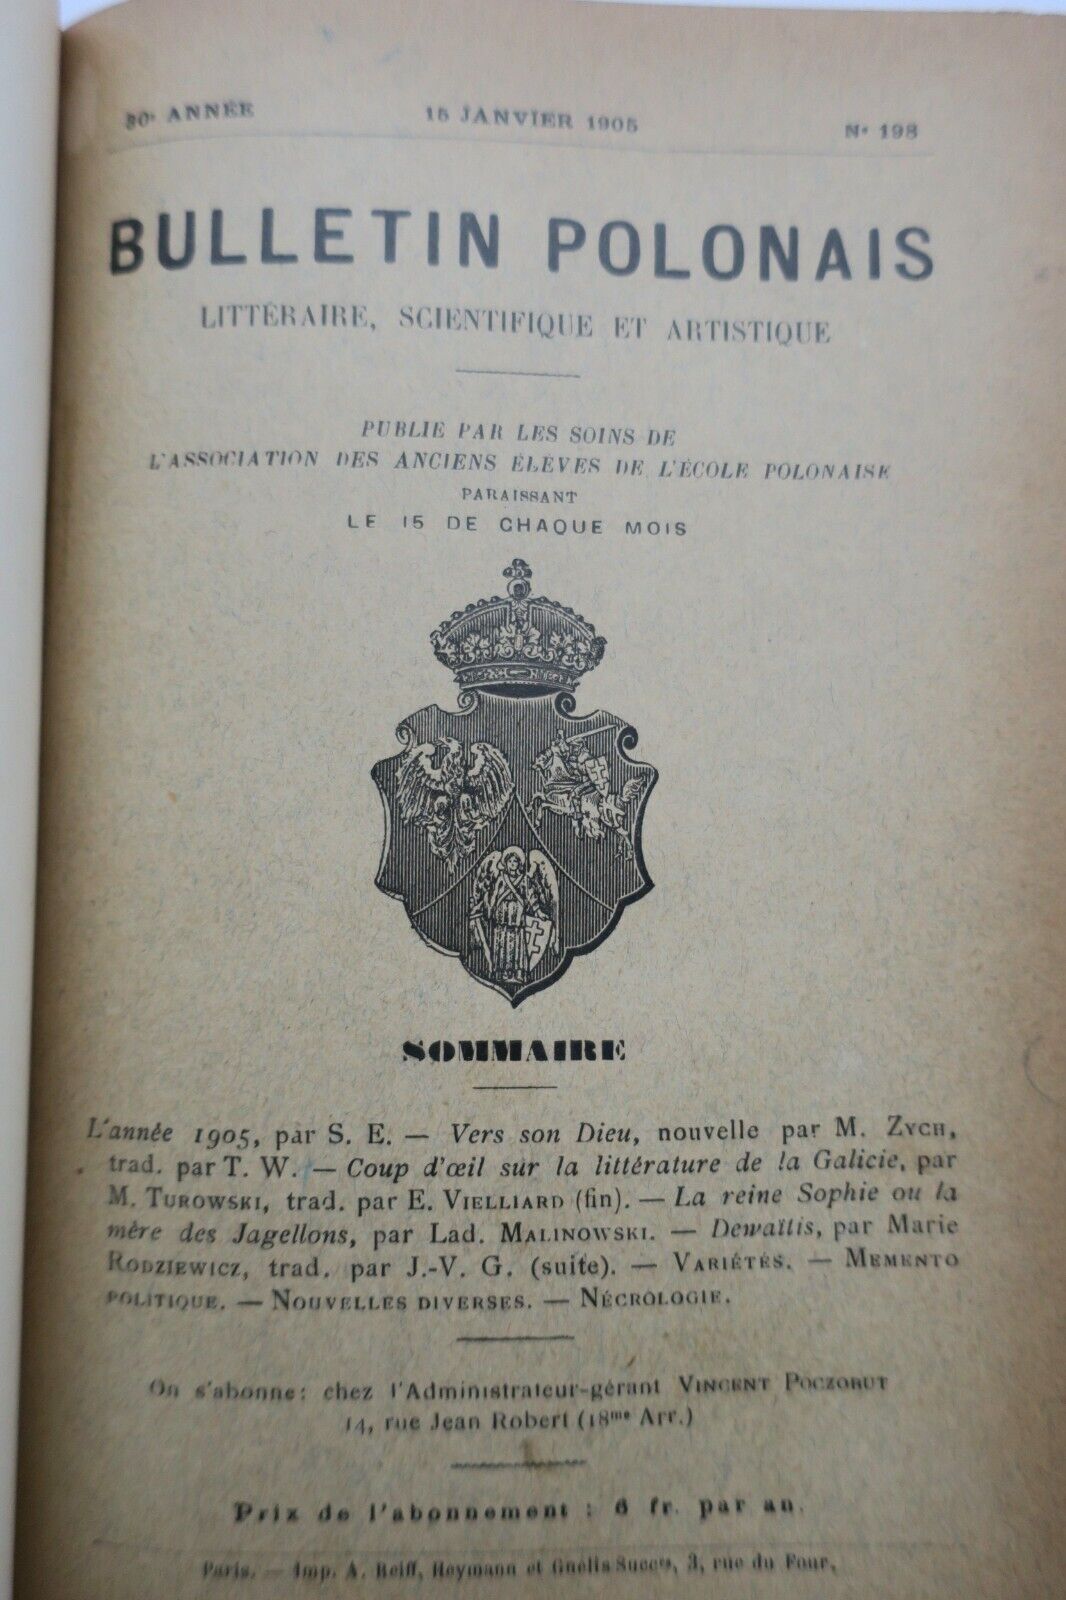 30e ANNÉE 15 JANVIER 1905 No 198
BULLETIN POLONAIS
LITTÉRAIRE, SCIENTIFIQUE ET ARTISTIQUE
PUBLIÉ PAR LES SOINS DE
L'ASSOCIATION DES ANCIENS ÉLÈVES DE L'ÉCOLE POLONAISE
PARAISSANT
LE 15 DE CHAQUE MOIS
SOMMAIRE
L'année 1905, par S. E. — Vers son Dieu, nouvelle par M. ZYCH,
trad. par T. W. — Coup d'œil sur la littérature de la Galicie, par
M. TUROWSKI, trad. par E. VIELLIARD (fin). — La reine Sophie ou la
mère des Jagellons, par Lad. MALINOWSKI. — Dewaïtis, par Marie
RODZIEWICZ, trad. par J.-V. G. (suite). — VARIÉTÉS. — MEMENTO
POLITIQUE. — NOUVELLES DIVERSES. — NÉCROLOGIE.
On s'abonne: chez l'Administrateur-gérant VINCENT POCZOBUT
14, rue Jean Robert (18me Arr.)
Prix de l'abonnement : 6 fr. par an.
Paris. — Imp. A. Reiff, Heymann et Guélis Succrs, 3, rue du Four.